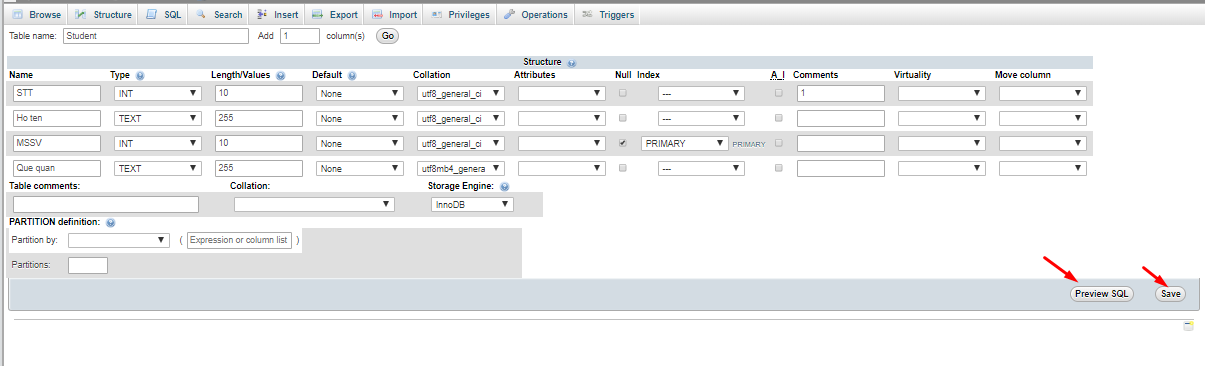 Browse Structure SQL Search Insert Export Import Privileges Operations Triggers
Table name: Student Add 1 column(s) Go
Structure
Name Type Length/Values Default Collation Attributes Null Index A_I Comments Virtuality Move column
STT INT 10 None utf8_general_ci --- 1
Ho ten TEXT 255 None utf8_general_ci ---
MSSV INT 10 None utf8_general_ci PRIMARY PRIMARY
Que quan TEXT 255 None utf8mb4_genera ---
Table comments: Collation: Storage Engine:
InnoDB
PARTITION definition:
Partition by: ( Expression or column list )
Partitions:
Preview SQL Save